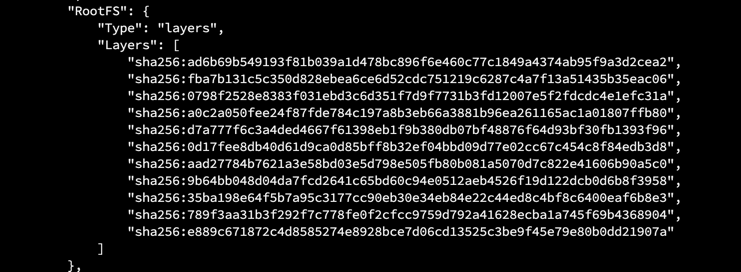 "RootFS": {
"Type": "layers",
"Layers": [
"sha256:ad6b69b549193f81b039a1d478bc896f6e460c77c1849a4374ab95f9a3d2cea2",
"sha256:fba7b131c5c350d828ebea6ce6d52cdc751219c6287c4a7f13a51435b35eac06",
"sha256:0798f2528e8383f031ebd3c6d351f7d9f7731b3fd12007e5f2fdcdc4e1efc31a",
"sha256:a0c2a050fee24f87fde784c197a8b3eb66a3881b96ea261165ac1a01807ffb80",
"sha256:d7a777f6c3a4ded4667f61398eb1f9b380db07bf48876f64d93bf30fb1393f96",
"sha256:0d17fee8db40d61d9ca0d85bff8b32ef04bbd09d77e02cc67c454c8f84edb3d8",
"sha256:aad27784b7621a3e58bd03e5d798e505fb80b081a5070d7c822e41606b90a5c0",
"sha256:9b64bb048d04da7fcd2641c65bd60c94e0512aeb4526f19d122dcb0d6b8f3958",
"sha256:35ba198e64f5b7a95c3177cc90eb30e34eb84e22c44ed8c4bf8c6400eaf6b8e3",
"sha256:789f3aa31b3f292f7c778fe0f2cfcc9759d792a41628ecba1a745f69b4368904",
"sha256:e889c671872c4d8585274e8928bce7d06cd13525c3be9f45e79e80b0dd21907a"
]
},